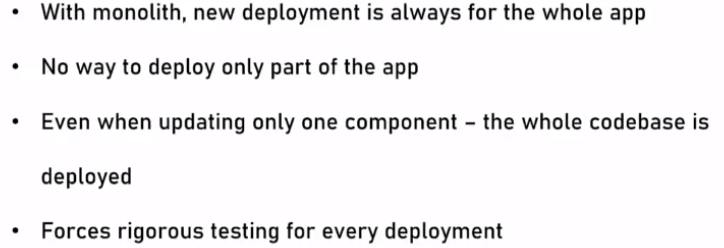 • With monolith, new deployment is always for the whole app
• No way to deploy only part of the app
• Even when updating only one component – the whole codebase is
deployed
• Forces rigorous testing for every deployment